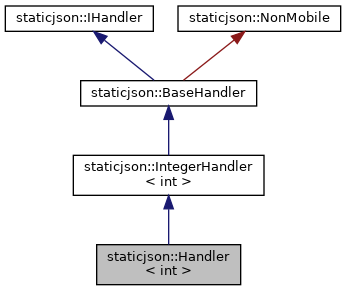 staticjson::IHandler
staticjson::NonMobile
staticjson::BaseHandler
staticjson::IntegerHandler
< int >
staticjson::Handler
< int >